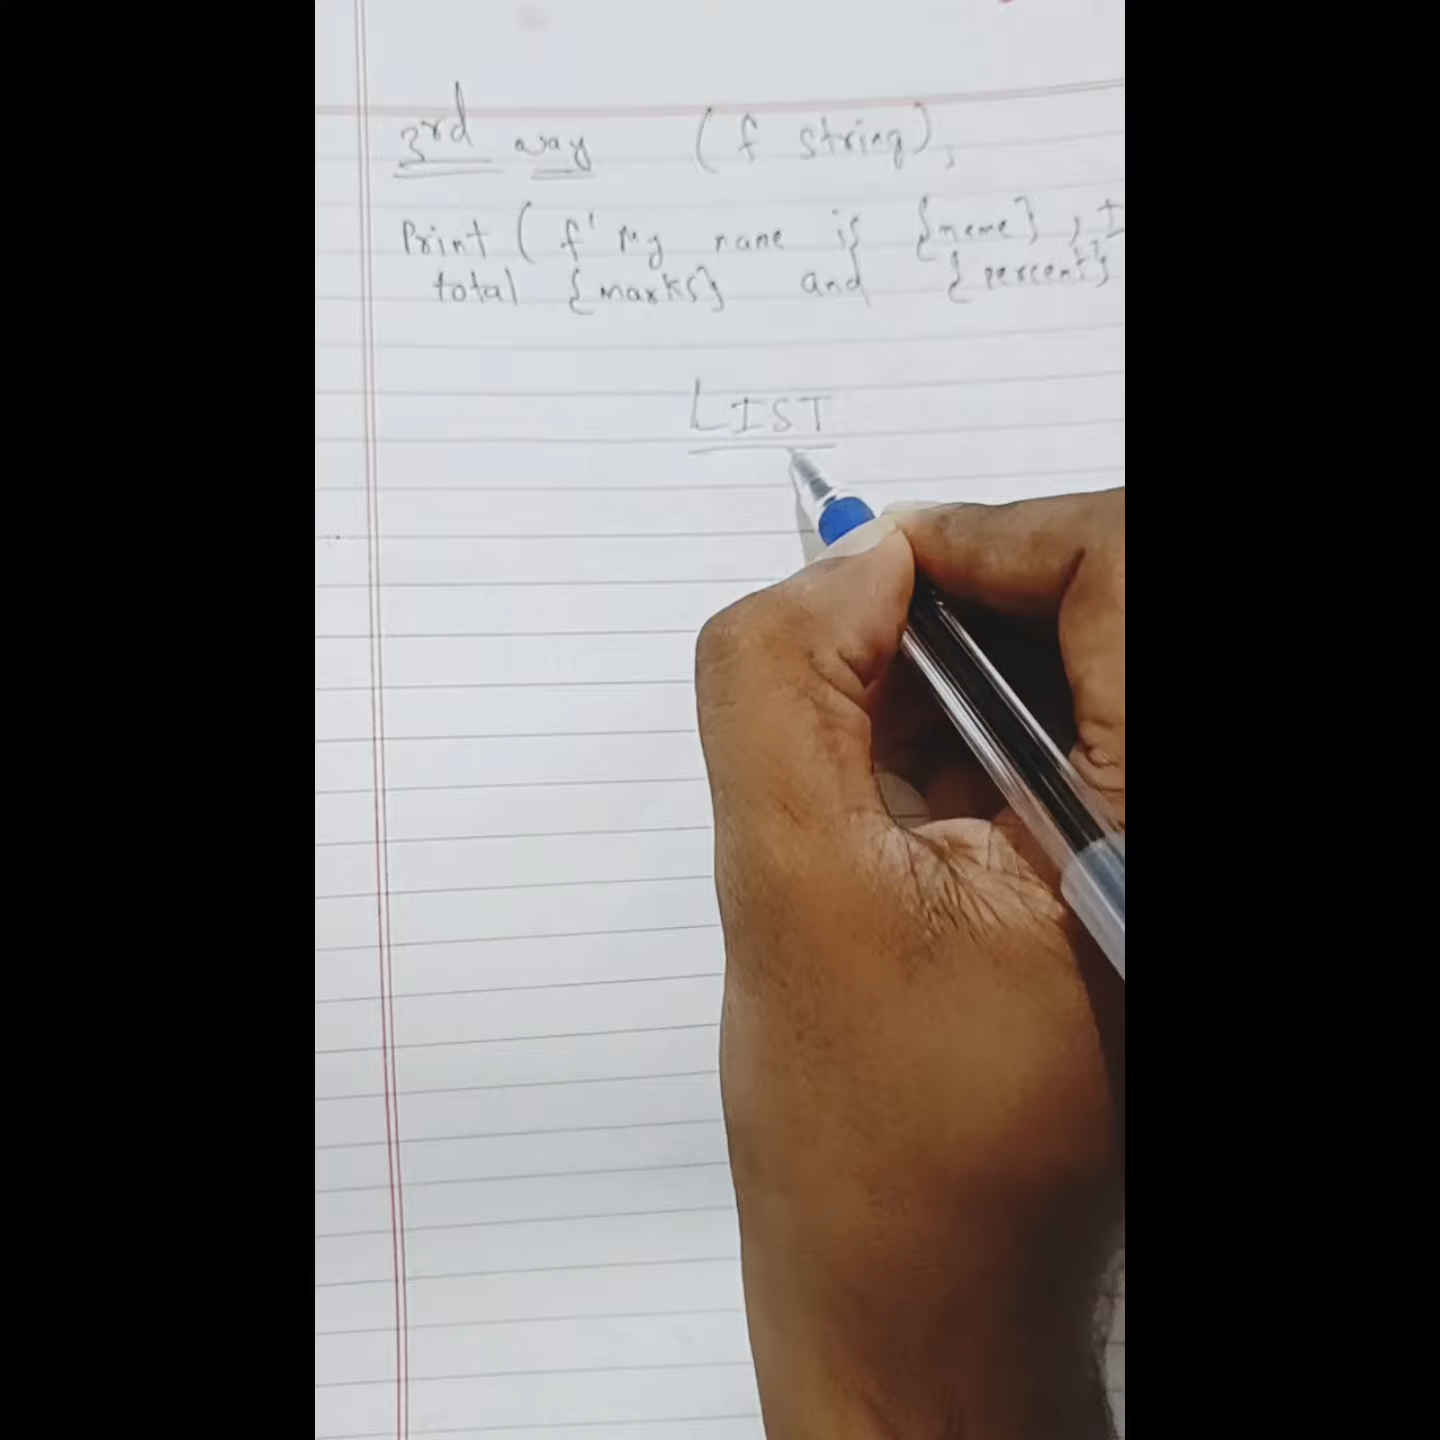 3rd way (f string),
Print ( f' My name is {name}, I
total {marks} and {percent}
LIST